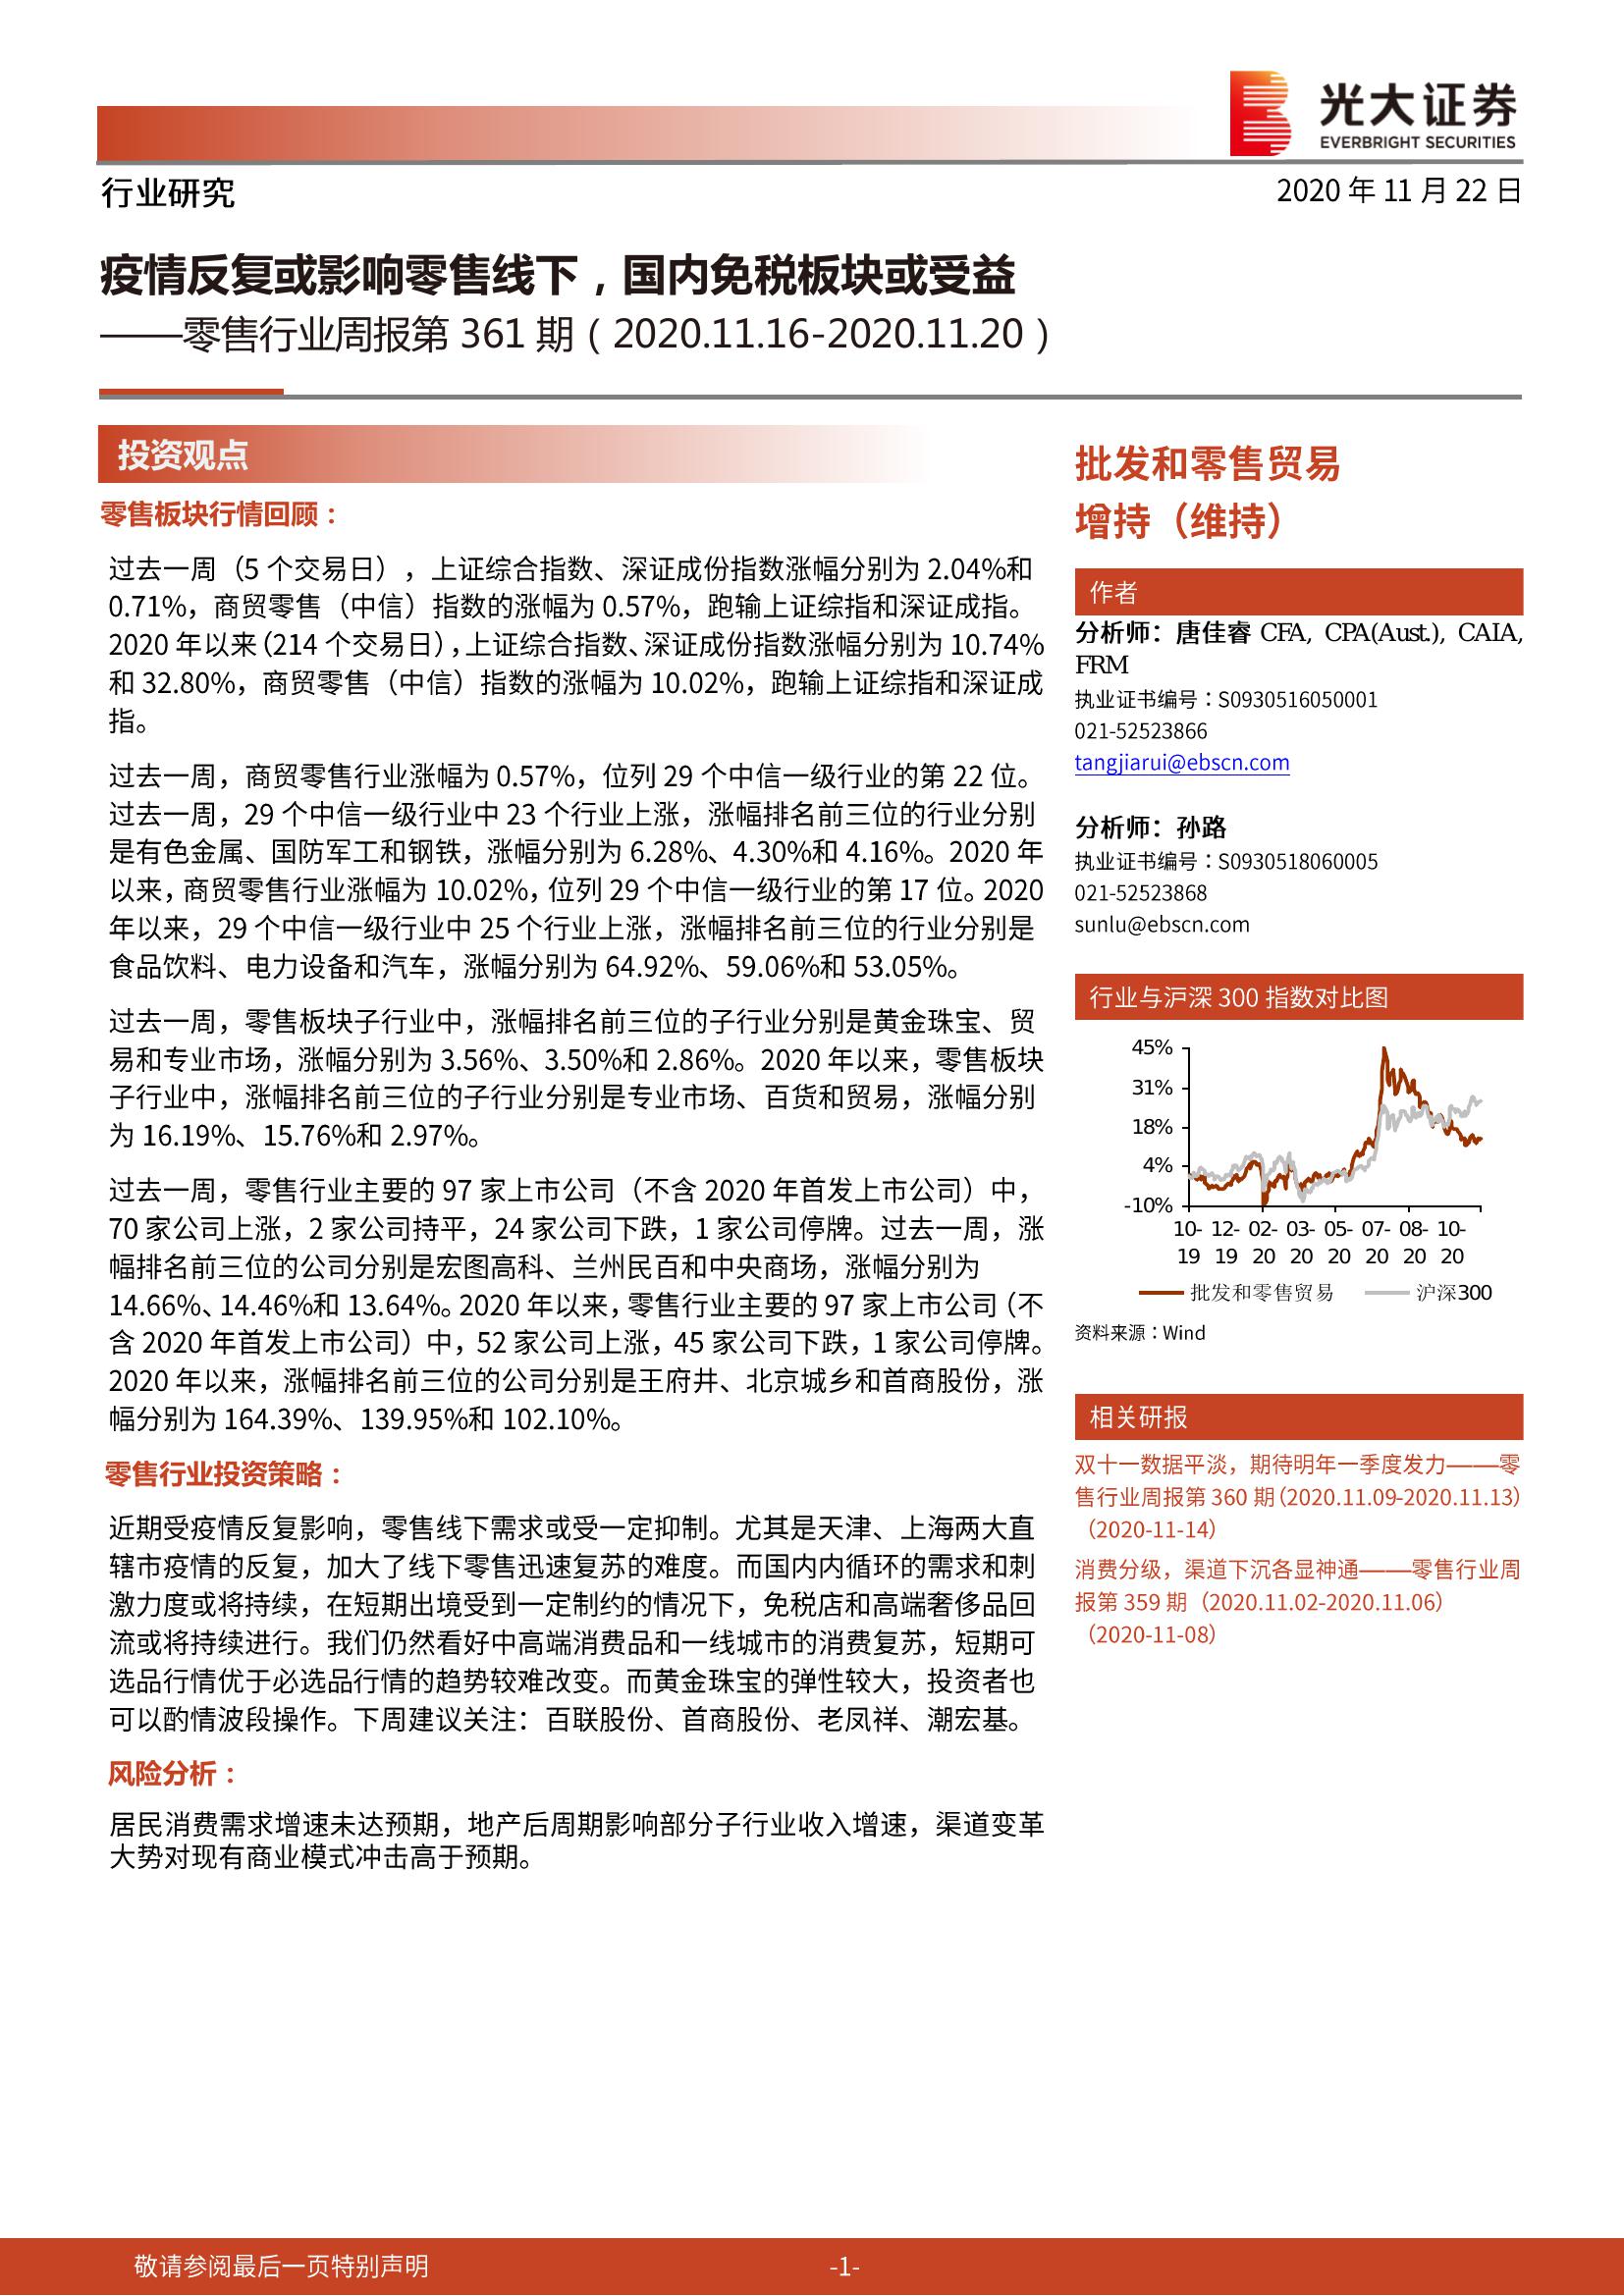 光大证券
EVERBRIGHT SECURITIES
行业研究
2020 年 11 月 22 日
疫情反复或影响零售线下，国内免税板块或受益
——零售行业周报第 361 期（2020.11.16-2020.11.20）
投资观点
零售板块行情回顾：
过去一周（5 个交易日），上证综合指数、深证成份指数涨幅分别为 2.04%和
0.71%，商贸零售（中信）指数的涨幅为 0.57%，跑输上证综指和深证成指。
2020 年以来（214 个交易日），上证综合指数、深证成份指数涨幅分别为 10.74%
和 32.80%，商贸零售（中信）指数的涨幅为 10.02%，跑输上证综指和深证成
指。
过去一周，商贸零售行业涨幅为 0.57%，位列 29 个中信一级行业的第 22 位。
过去一周，29 个中信一级行业中 23 个行业上涨，涨幅排名前三位的行业分别
是有色金属、国防军工和钢铁，涨幅分别为 6.28%、4.30%和 4.16%。2020 年
以来，商贸零售行业涨幅为 10.02%，位列 29 个中信一级行业的第 17 位。2020
年以来，29 个中信一级行业中 25 个行业上涨，涨幅排名前三位的行业分别是
食品饮料、电力设备和汽车，涨幅分别为 64.92%、59.06%和 53.05%。
过去一周，零售板块子行业中，涨幅排名前三位的子行业分别是黄金珠宝、贸
易和专业市场，涨幅分别为 3.56%、3.50%和 2.86%。2020 年以来，零售板块
子行业中，涨幅排名前三位的子行业分别是专业市场、百货和贸易，涨幅分别
为 16.19%、15.76%和 2.97%。
过去一周，零售行业主要的 97 家上市公司（不含 2020 年首发上市公司）中，
70 家公司上涨，2 家公司持平，24 家公司下跌，1 家公司停牌。过去一周，涨
幅排名前三位的公司分别是宏图高科、兰州民百和中央商场，涨幅分别为
14.66%、14.46%和 13.64%。2020 年以来，零售行业主要的 97 家上市公司（不
含 2020 年首发上市公司）中，52 家公司上涨，45 家公司下跌，1 家公司停牌。
2020 年以来，涨幅排名前三位的公司分别是王府井、北京城乡和首商股份，涨
幅分别为 164.39%、139.95%和 102.10%。
零售行业投资策略：
近期受疫情反复影响，零售线下需求或受一定抑制。尤其是天津、上海两大直
辖市疫情的反复，加大了线下零售迅速复苏的难度。而国内内循环的需求和刺
激力度或将持续，在短期出境受到一定制约的情况下，免税店和高端奢侈品回
流或将持续进行。我们仍然看好中高端消费品和一线城市的消费复苏，短期可
选品行情优于必选品行情的趋势较难改变。而黄金珠宝的弹性较大，投资者也
可以酌情波段操作。下周建议关注：百联股份、首商股份、老凤祥、潮宏基。
风险分析：
居民消费需求增速未达预期，地产后周期影响部分子行业收入增速，渠道变革
大势对现有商业模式冲击高于预期。
批发和零售贸易
增持（维持）
作者
分析师：唐佳睿 CFA, CPA(Aust.), CAIA,
FRM
执业证书编号：S0930516050001
021-52523866
tangjiarui@ebscn.com
分析师：孙路
执业证书编号：S0930518060005
021-52523868
sunlu@ebscn.com
行业与沪深 300 指数对比图
45%
31%
18%
4%
-10%
10- 12- 02- 03- 05- 07- 08- 10-
19 19 20 20 20 20 20 20
批发和零售贸易 沪深300
资料来源：Wind
相关研报
双十一数据平淡，期待明年一季度发力——零
售行业周报第 360 期（2020.11.09-2020.11.13）
（2020-11-14）
消费分级，渠道下沉各显神通——零售行业周
报第 359 期（2020.11.02-2020.11.06）
（2020-11-08）
敬请参阅最后一页特别声明
-1-